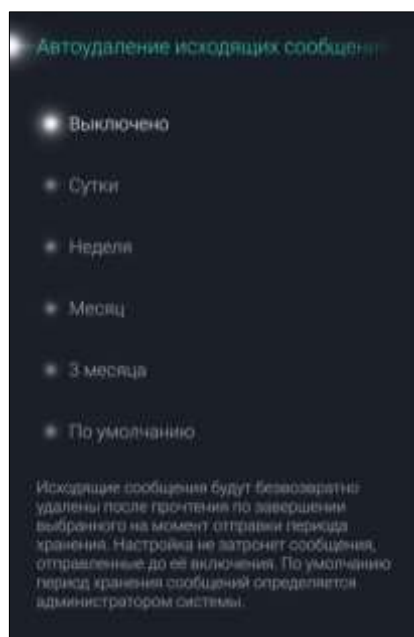 Автоудаление исходящих сообщений
Выключено
Сутки
Неделя
Месяц
3 месяца
По умолчанию
Исходящие сообщения будут безвозвратно
удалены после прочтения по завершении
выбранного на момент отправки периода
хранения. Настройка не затронет сообщения,
отправленные до её включения. По умолчанию
период хранения сообщений определяется
администратором системы.